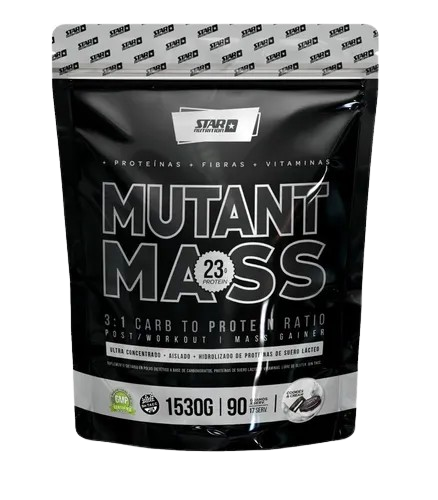 STAR
NUTRITION
+ PROTEÍNAS + FIBRAS + VITAMINAS
MUTANT
MASS
23g
PROTEIN
3:1 CARB TO PROTEIN RATIO
POST/WORKOUT | MASS GAINER
ULTRA CONCENTRADO + AISLADO + HIDROLIZADO DE PROTEINAS DE SUERO LÁCTEO
GMP
1530G | 90
17 SERV.
COOKIES
& CREAM